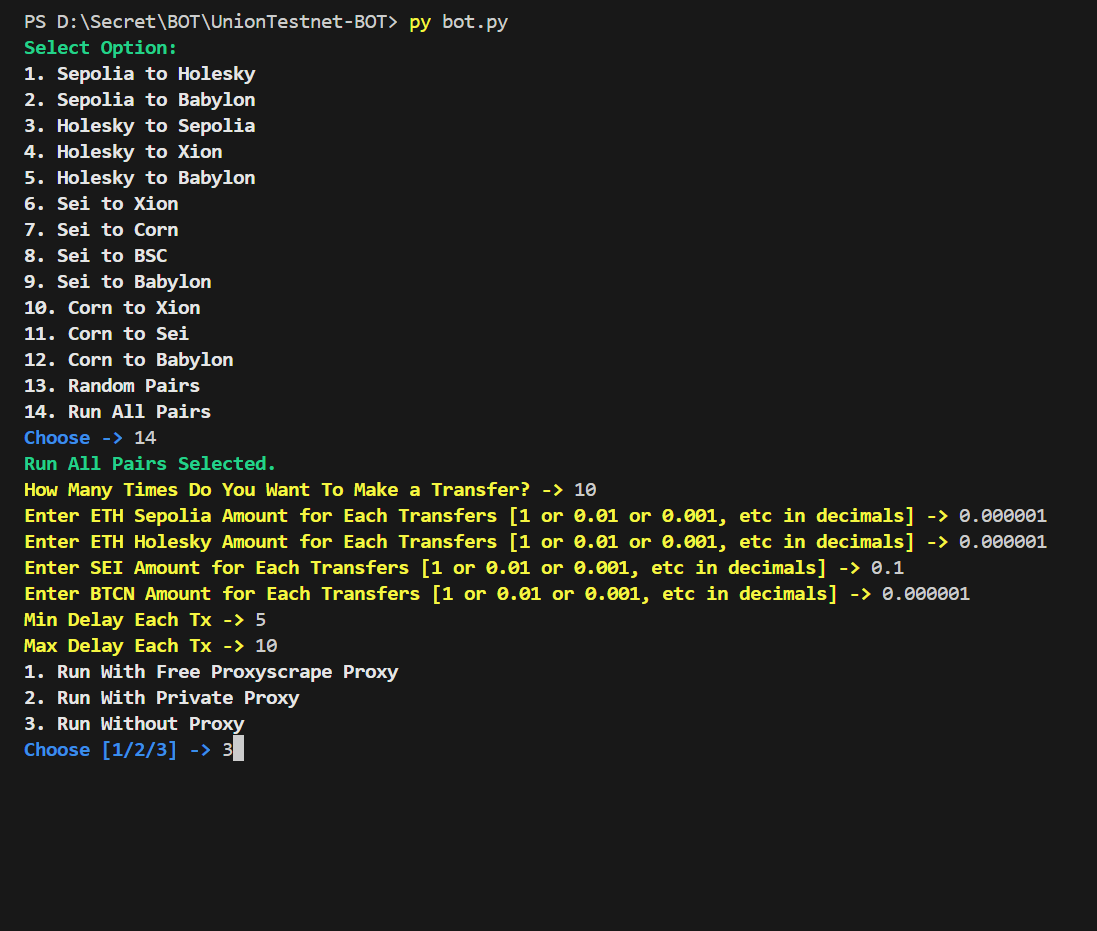 PS D:\Secret\BOT\UnionTestnet-BOT> py bot.py
Select Option:
1. Sepolia to Holesky
2. Sepolia to Babylon
3. Holesky to Sepolia
4. Holesky to Xion
5. Holesky to Babylon
6. Sei to Xion
7. Sei to Corn
8. Sei to BSC
9. Sei to Babylon
10. Corn to Xion
11. Corn to Sei
12. Corn to Babylon
13. Random Pairs
14. Run All Pairs
Choose -> 14
Run All Pairs Selected.
How Many Times Do You Want To Make a Transfer? -> 10
Enter ETH Sepolia Amount for Each Transfers [1 or 0.01 or 0.001, etc in decimals] -> 0.000001
Enter ETH Holesky Amount for Each Transfers [1 or 0.01 or 0.001, etc in decimals] -> 0.000001
Enter SEI Amount for Each Transfers [1 or 0.01 or 0.001, etc in decimals] -> 0.1
Enter BTCN Amount for Each Transfers [1 or 0.01 or 0.001, etc in decimals] -> 0.000001
Min Delay Each Tx -> 5
Max Delay Each Tx -> 10
1. Run With Free Proxyscrape Proxy
2. Run With Private Proxy
3. Run Without Proxy
Choose [1/2/3] -> 3